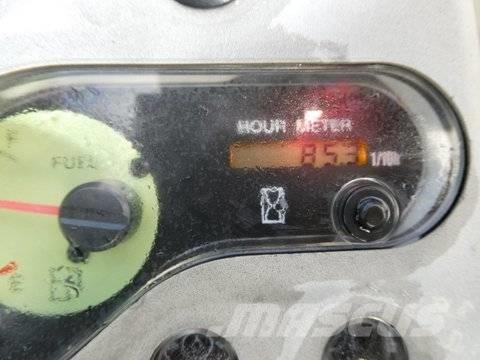 HOUR METER
853 1/10h
FUEL
MASCUS